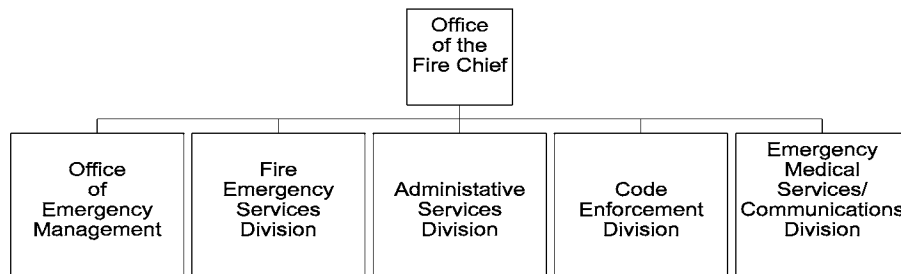 Office
of the
Fire Chief
Office
of
Emergency
Management
Fire
Emergency
Services
Division
Administative
Services
Division
Code
Enforcement
Division
Emergency
Medical
Services/
Communications
Division